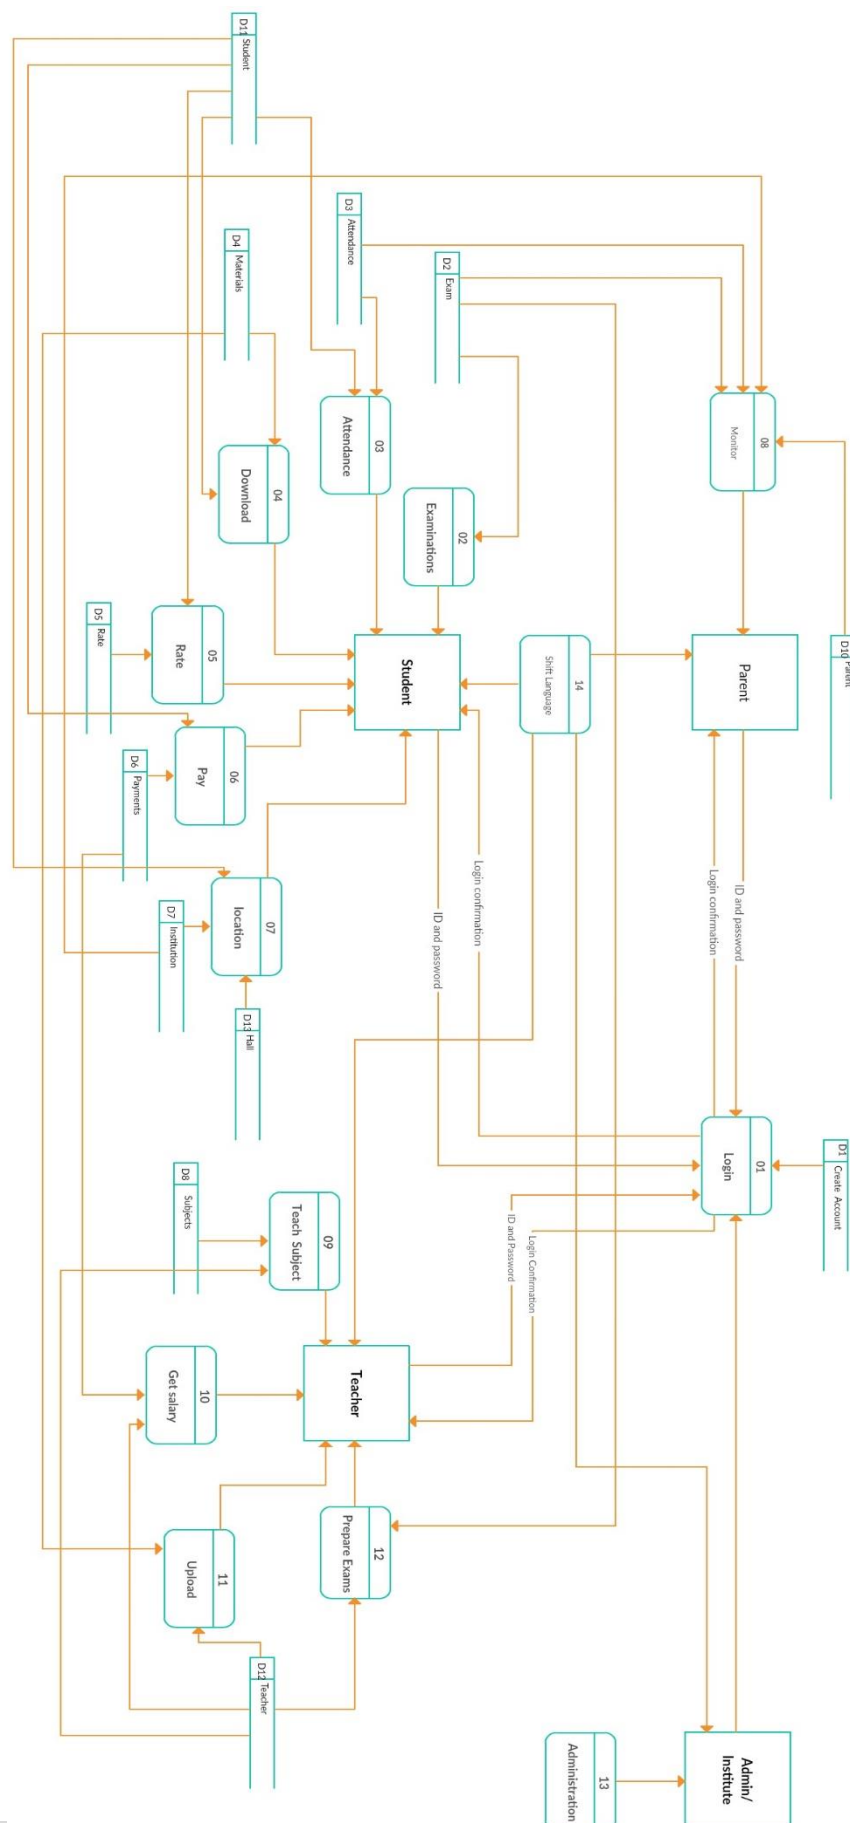 D11 Student
D3 Attendance
D4 Materials
D2 Exam
03
Attendance
08
Monitor
04
Download
02
Examinations
D5 Rate
05
Rate
Student
14
Shift Language
Parent
D10 Parent
D6 Payments
06
Pay
Login confirmation
ID and password
Login confirmation
ID and password
D7 Institution
07
location
D13 Hall
01
Login
D1 Create Account
D8 Subjects
09
Teach Subject
ID and Password
Login Confirmation
10
Get salary
Teacher
11
Upload
12
Prepare Exams
D12 Teacher
13
Administration
Admin/
Institute